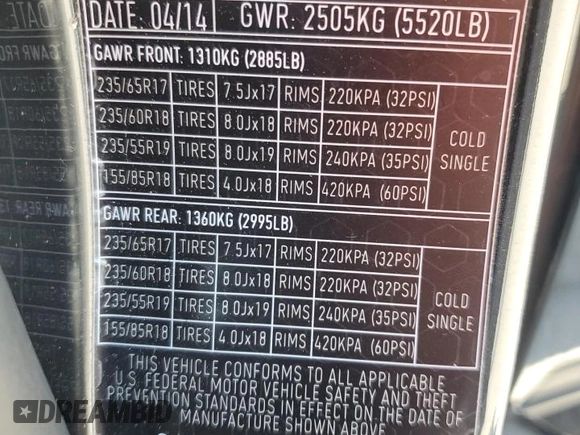 DATE. 04/14 GWR: 2505KG (5520LB)
GAWR FRONT: 1310KG (2885LB)
235/65R17 TIRES 7.5Jx17 RIMS 220KPA (32PSI)
235/60R18 TIRES 8.0Jx18 RIMS 220KPA (32PSI)
235/55R19 TIRES 8.0Jx19 RIMS 240KPA (35PSI)
155/85R18 TIRES 4.0Jx18 RIMS 420KPA (60PSI)
COLD
SINGLE
GAWR REAR: 1360KG (2995LB)
235/65R17 TIRES 7.5Jx17 RIMS 220KPA (32PSI)
235/60R18 TIRES 8.0Jx18 RIMS 220KPA (32PSI)
235/55R19 TIRES 8.0Jx19 RIMS 240KPA (35PSI)
155/85R18 TIRES 4.0Jx18 RIMS 420KPA (60PSI)
COLD
SINGLE
THIS VEHICLE CONFORMS TO ALL APPLICABLE
U.S. FEDERAL MOTOR VEHICLE SAFETY AND THEFT
PREVENTION STANDARDS IN EFFECT ON THE DATE OF
MANUFACTURE SHOWN ABOVE.
DREAMBID